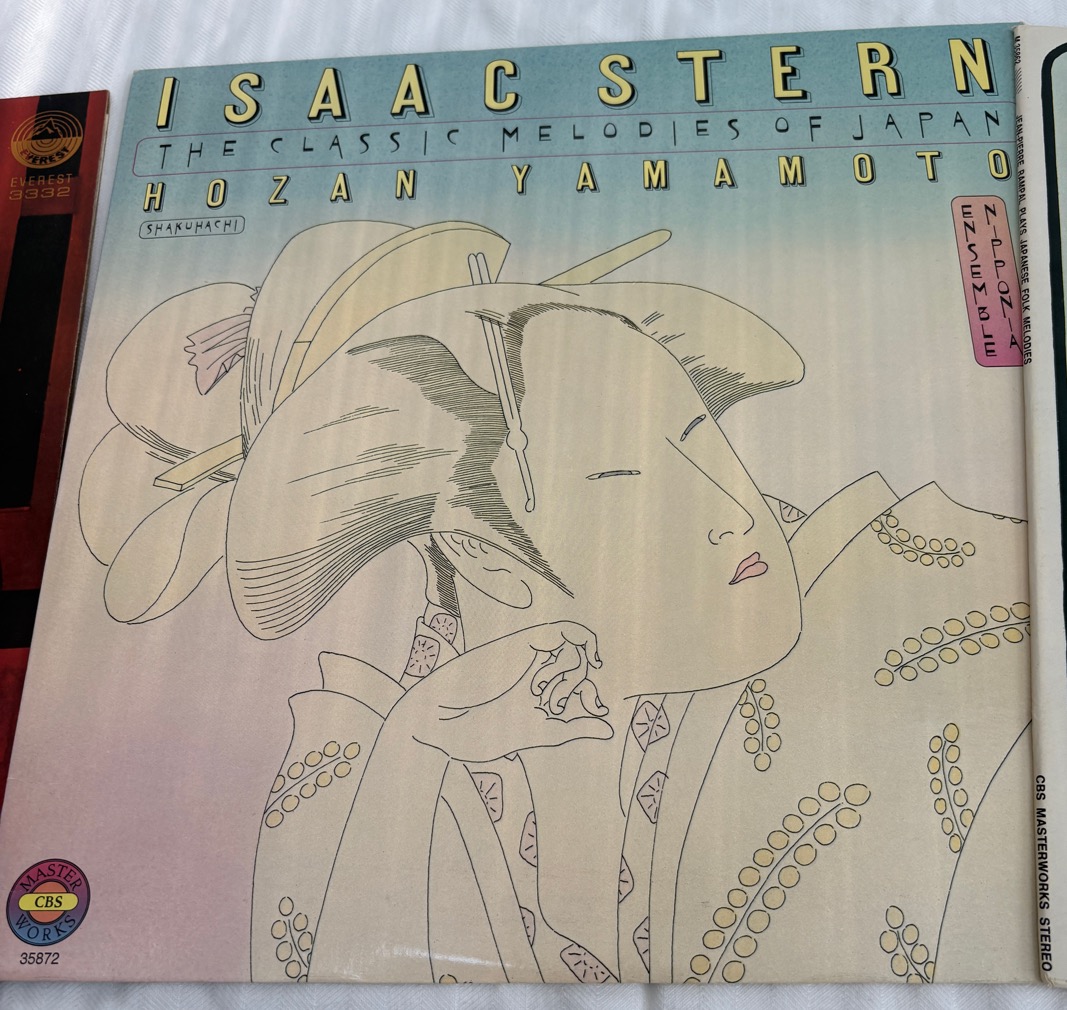 EVEREST
EVEREST
3332
ISAAC STERN
THE CLASSIC MELODIES OF JAPAN
HOZAN YAMAMOTO
SHAKUHACHI
NIPPONIA
ENSEMBLE
MASTER
CBS
WORKS
35872
JEAN-PIERRE RAMPAL PLAYS JAPANESE FOLK MELODIES
CBS MASTERWORKS STEREO